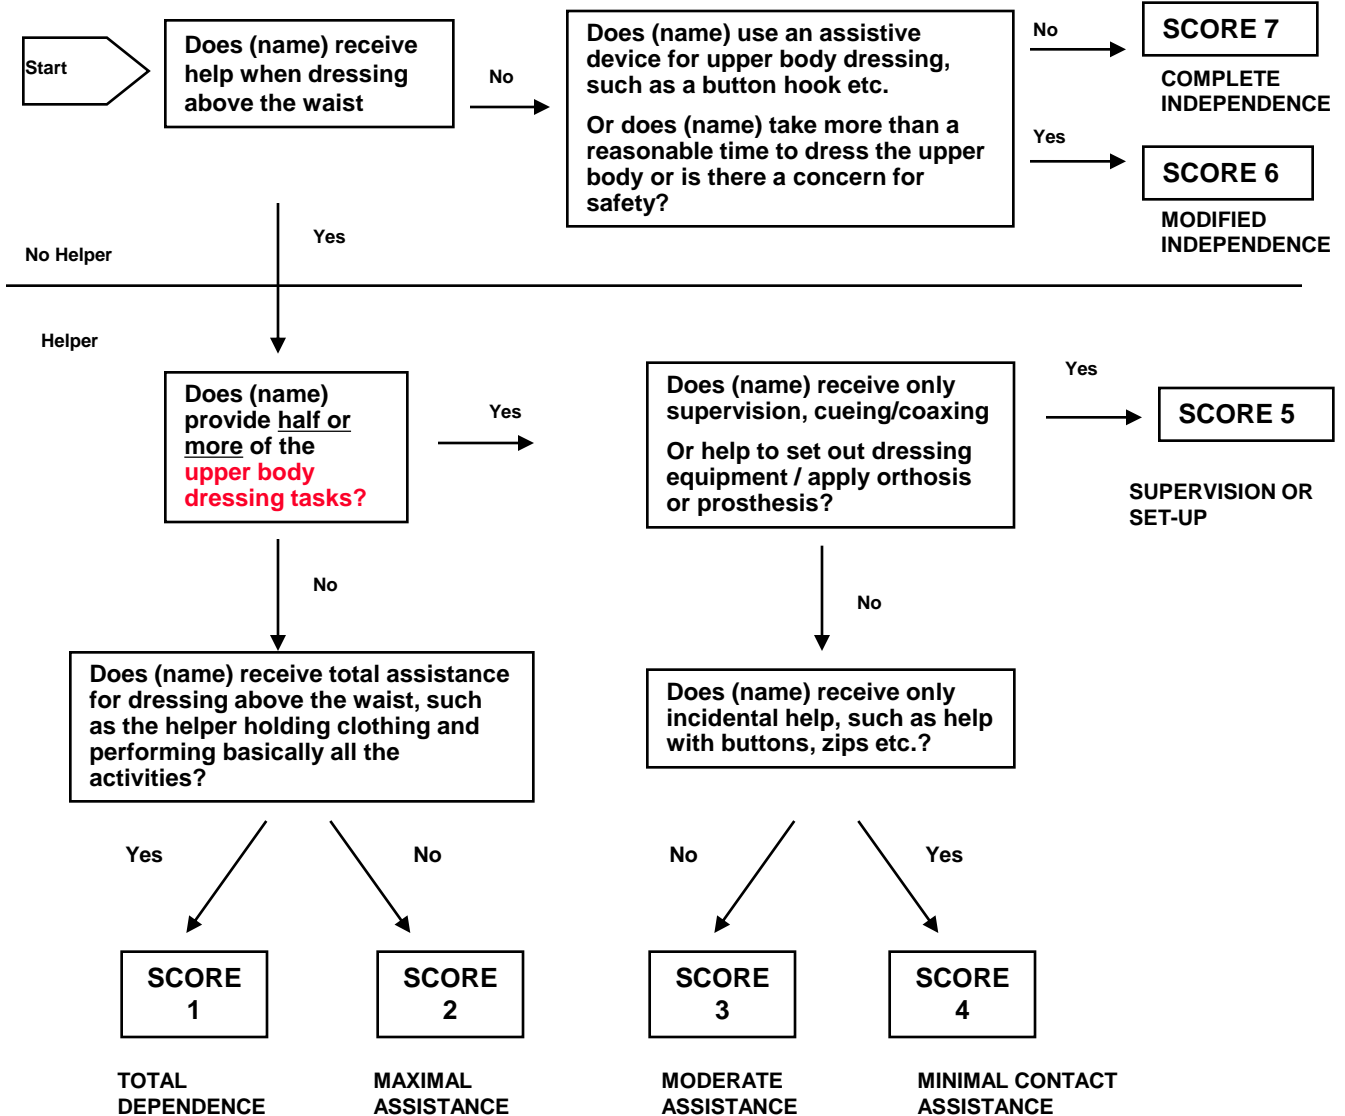 Start
Does (name) receive
help when dressing
above the waist
No
Does (name) use an assistive
device for upper body dressing,
such as a button hook etc.
Or does (name) take more than a
reasonable time to dress the upper
body or is there a concern for
safety?
No
SCORE 7
COMPLETE
INDEPENDENCE
Yes
SCORE 6
MODIFIED
INDEPENDENCE
Yes
No Helper
Helper
Does (name)
provide half or
more of the
upper body
dressing tasks?
Yes
Does (name) receive only
supervision, cueing/coaxing
Or help to set out dressing
equipment / apply orthosis
or prosthesis?
Yes
SCORE 5
SUPERVISION OR
SET-UP
No
No
Does (name) receive total assistance
for dressing above the waist, such
as the helper holding clothing and
performing basically all the
activities?
Does (name) receive only
incidental help, such as help
with buttons, zips etc.?
Yes
No
No
Yes
SCORE
1
SCORE
2
SCORE
3
SCORE
4
TOTAL
DEPENDENCE
MAXIMAL
ASSISTANCE
MODERATE
ASSISTANCE
MINIMAL CONTACT
ASSISTANCE